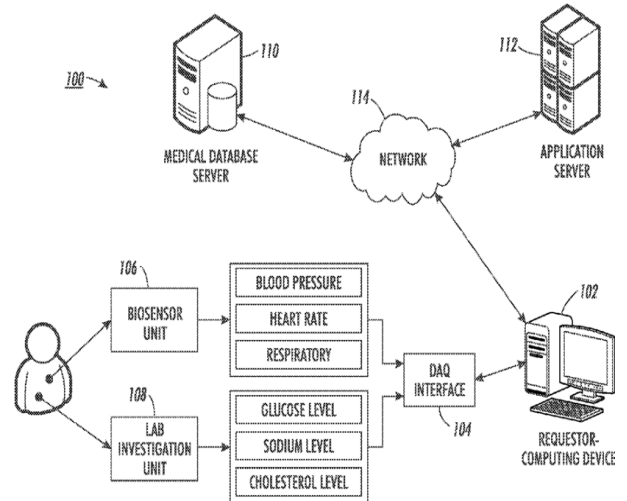 110
112
100
114
MEDICAL DATABASE
SERVER
NETWORK
APPLICATION
SERVER
106
BIOSENSOR
UNIT
BLOOD PRESSURE
HEART RATE
RESPIRATORY
102
DAQ
INTERFACE
104
108
LAB
INVESTIGATION
UNIT
GLUCOSE LEVEL
SODIUM LEVEL
CHOLESTEROL LEVEL
REQUESTOR-
COMPUTING DEVICE